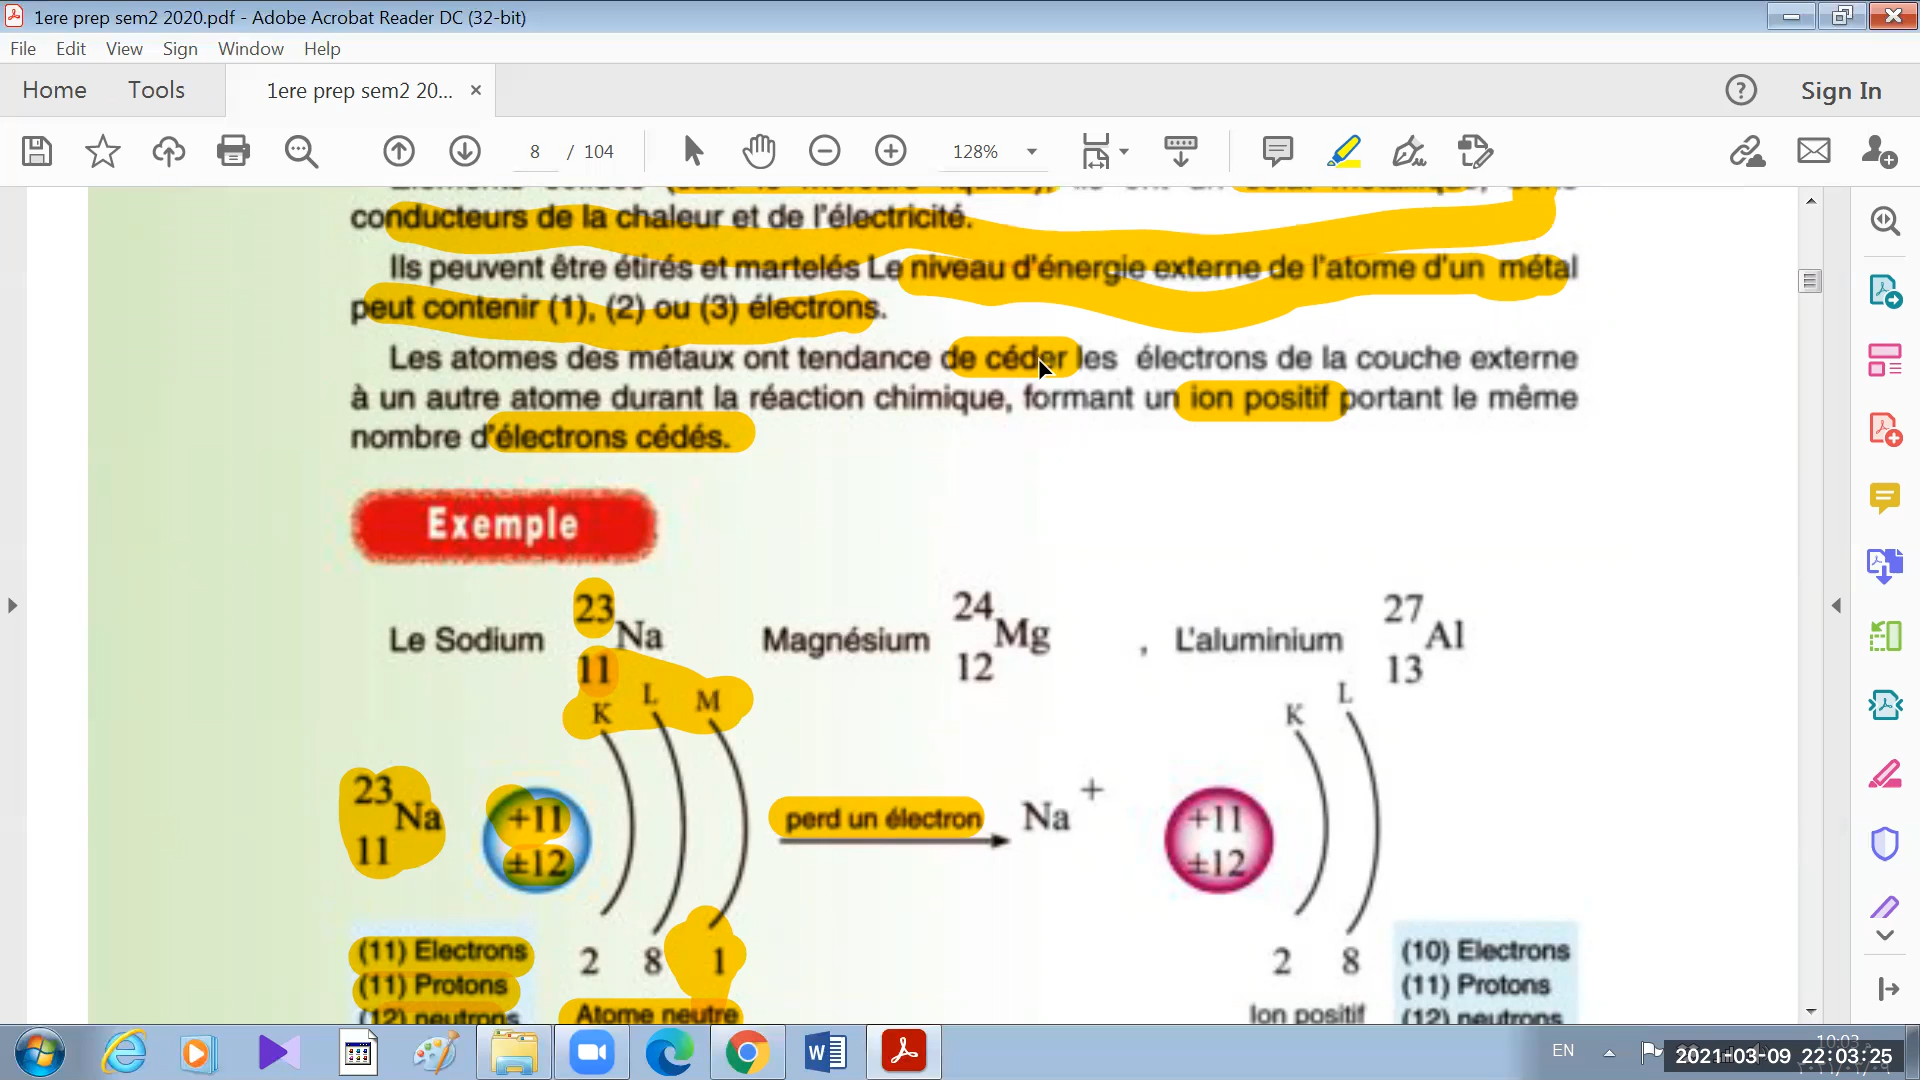 1ere prep sem2 2020.pdf - Adobe Acrobat Reader DC (32-bit)
File Edit View Sign Window Help
Home Tools 1ere prep sem2 20... × Sign In
8 / 104 128%
conducteurs de la chaleur et de l'électricité.
Ils peuvent être étirés et martelés Le niveau d'énergie externe de l'atome d'un métal
peut contenir (1), (2) ou (3) électrons.
Les atomes des métaux ont tendance de céder les électrons de la couche externe
à un autre atome durant la réaction chimique, formant un ion positif portant le même
nombre d'électrons cédés.
Exemple
Le Sodium 23 Na 11 Magnésium 24 Mg 12 , L'aluminium 27 Al 13
K L M K L
23 Na 11 +11 ±12 perd un électron Na + +11 ±12
2 8 1 2 8
(11) Electrons (10) Electrons
(11) Protons (11) Protons
(12) neutrons Atome neutre Ion positif (12) neutrons
EN
2021-03-09 22:03:25